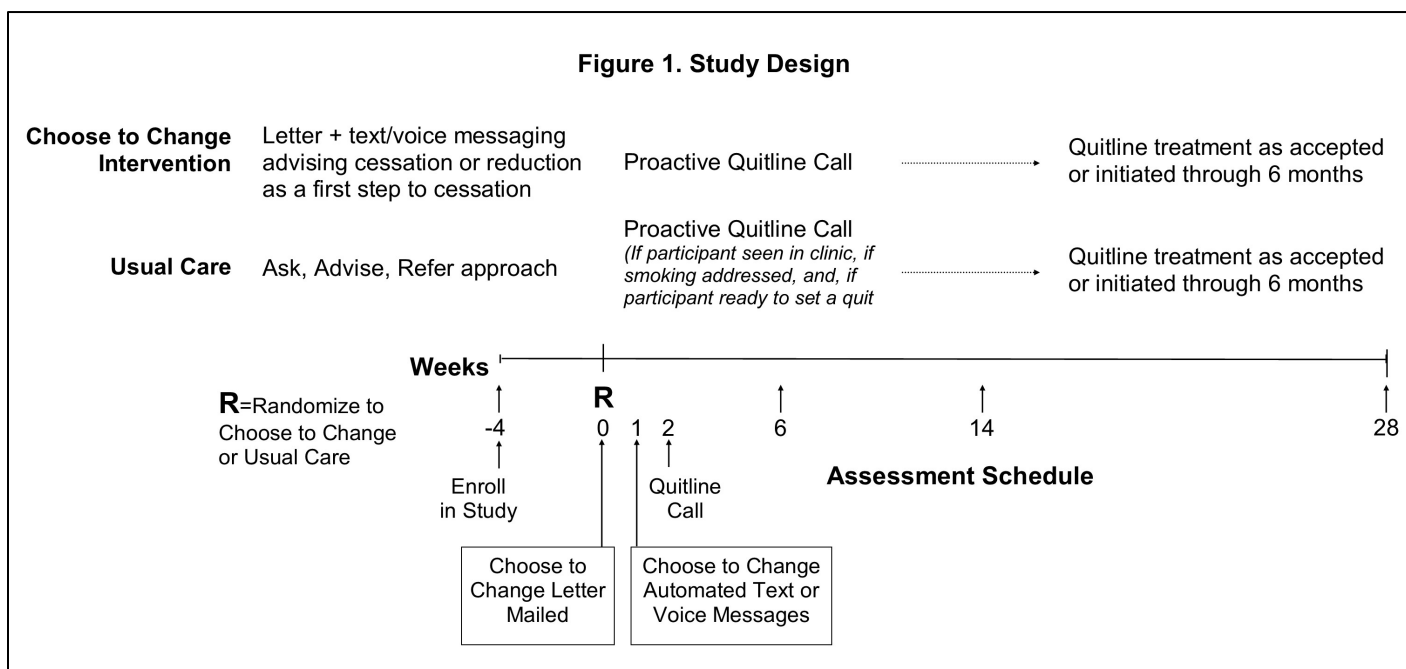 Figure 1. Study Design
Choose to Change
Intervention
Letter + text/voice messaging
advising cessation or reduction
as a first step to cessation
Proactive Quitline Call
Quitline treatment as accepted
or initiated through 6 months
Usual Care
Ask, Advise, Refer approach
Proactive Quitline Call
(If participant seen in clinic, if
smoking addressed, and, if
participant ready to set a quit
Quitline treatment as accepted
or initiated through 6 months
Weeks
R=Randomize to
Choose to Change
or Usual Care
R
-4 0 1 2 6 14 28
Assessment Schedule
Enroll
in Study
Quitline
Call
Choose to
Change Letter
Mailed
Choose to Change
Automated Text or
Voice Messages